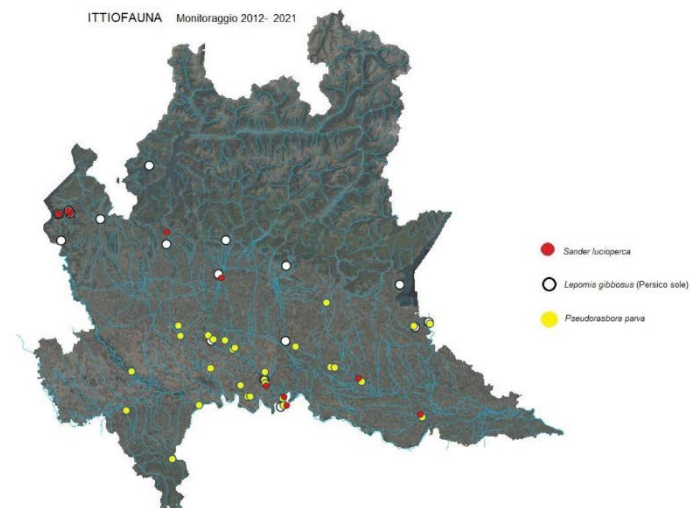 ITTIOFAUNA Monitoraggio 2012- 2021
Sander lucioperca
Lepomis gibbosus (Persico sole)
Pseudorasbora parva